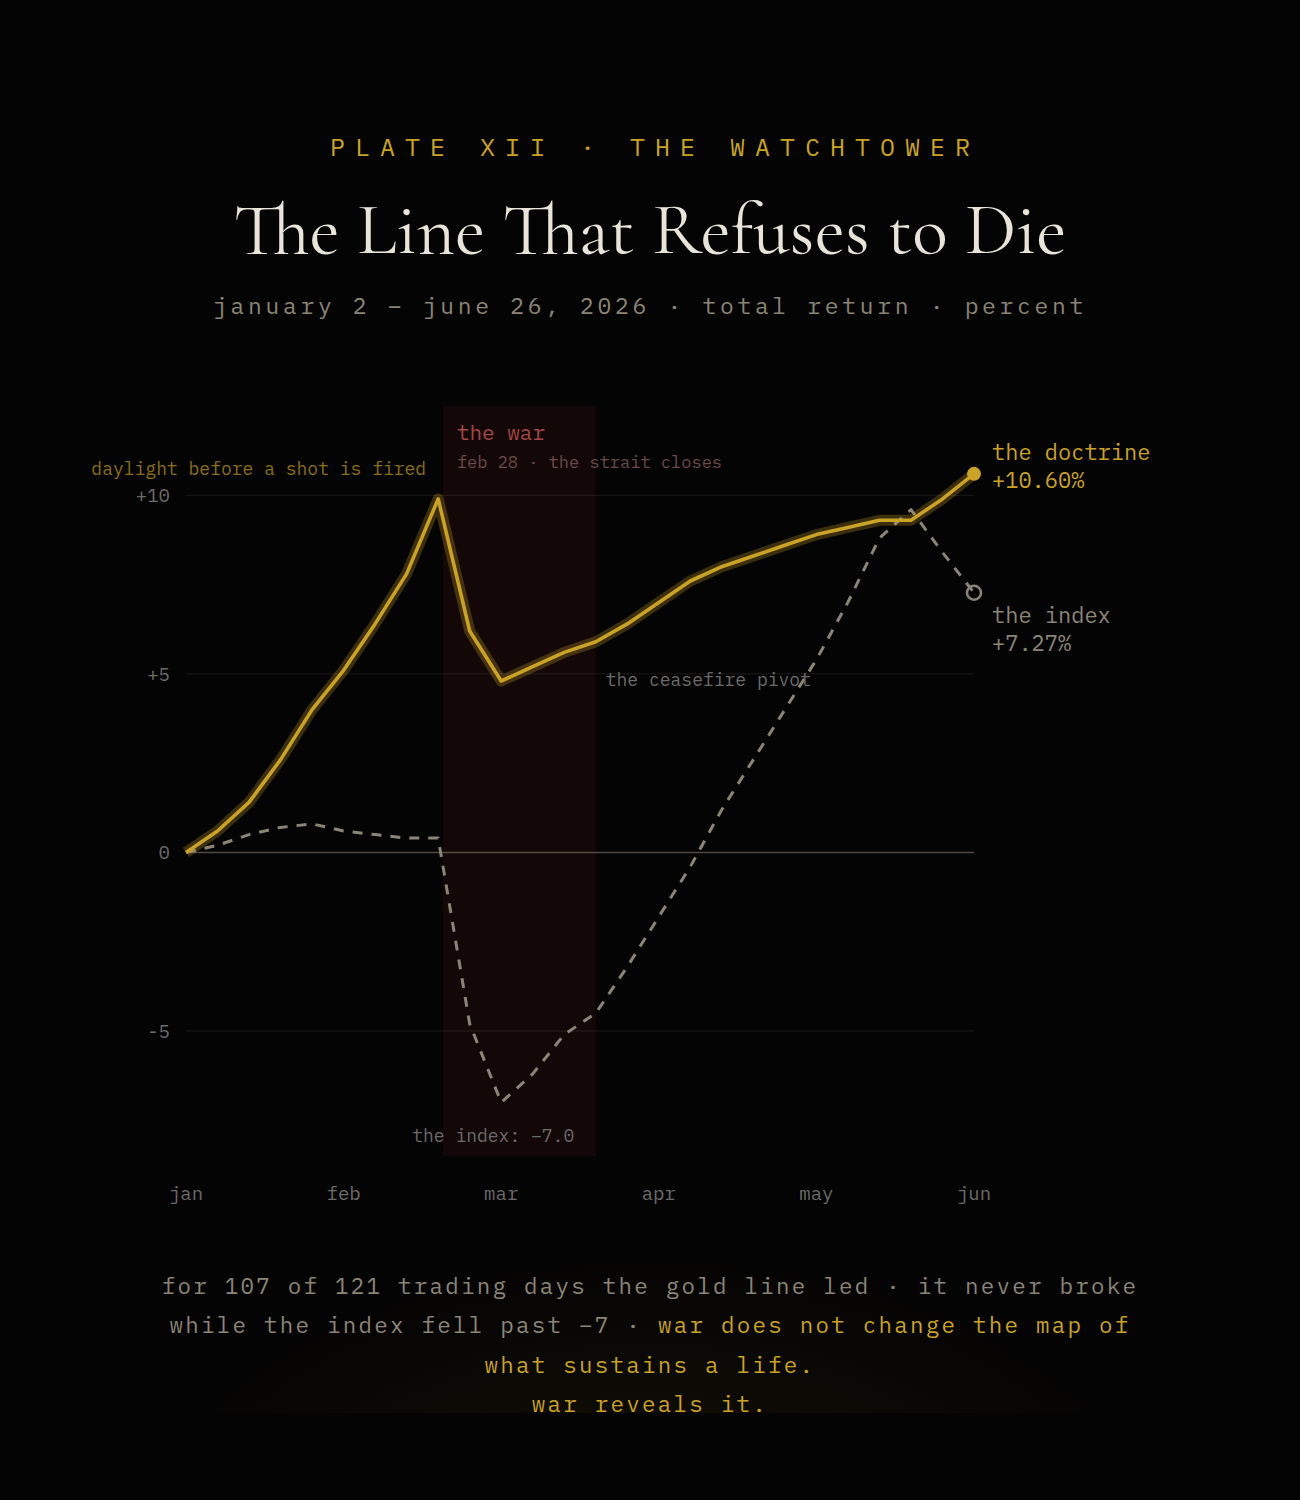 PLATE XII · THE WATCHTOWER
The Line That Refuses to Die
january 2 – june 26, 2026 · total return · percent
the war
feb 28 · the strait closes
daylight before a shot is fired
the doctrine
+10.60%
+10
the index
+7.27%
+5
the ceasefire pivot
0
-5
the index: −7.0
jan
feb
mar
apr
may
jun
for 107 of 121 trading days the gold line led · it never broke
while the index fell past −7 · war does not change the map of
what sustains a life.
war reveals it.